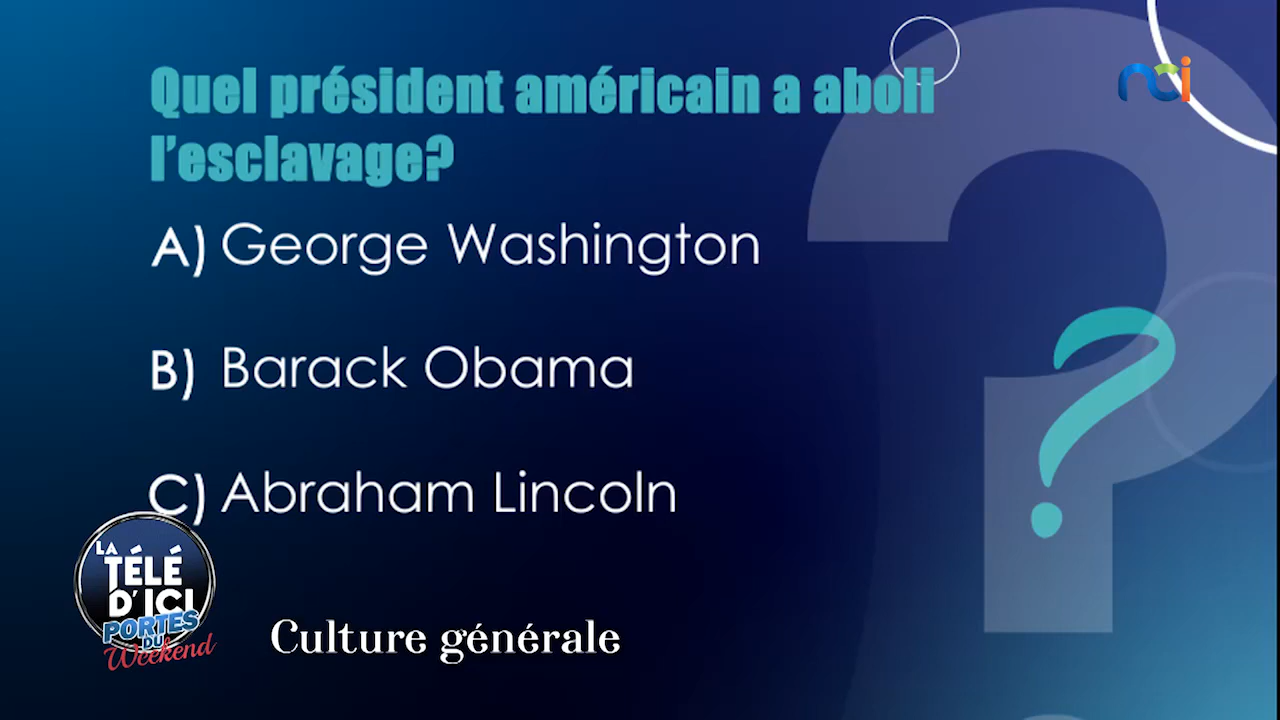 nci
Quel président américain a aboli
l'esclavage?
A) George Washington
B) Barack Obama
C) Abraham Lincoln
LA
TÉLÉ
D'ICI
PORTES
DU
Weekend
Culture générale